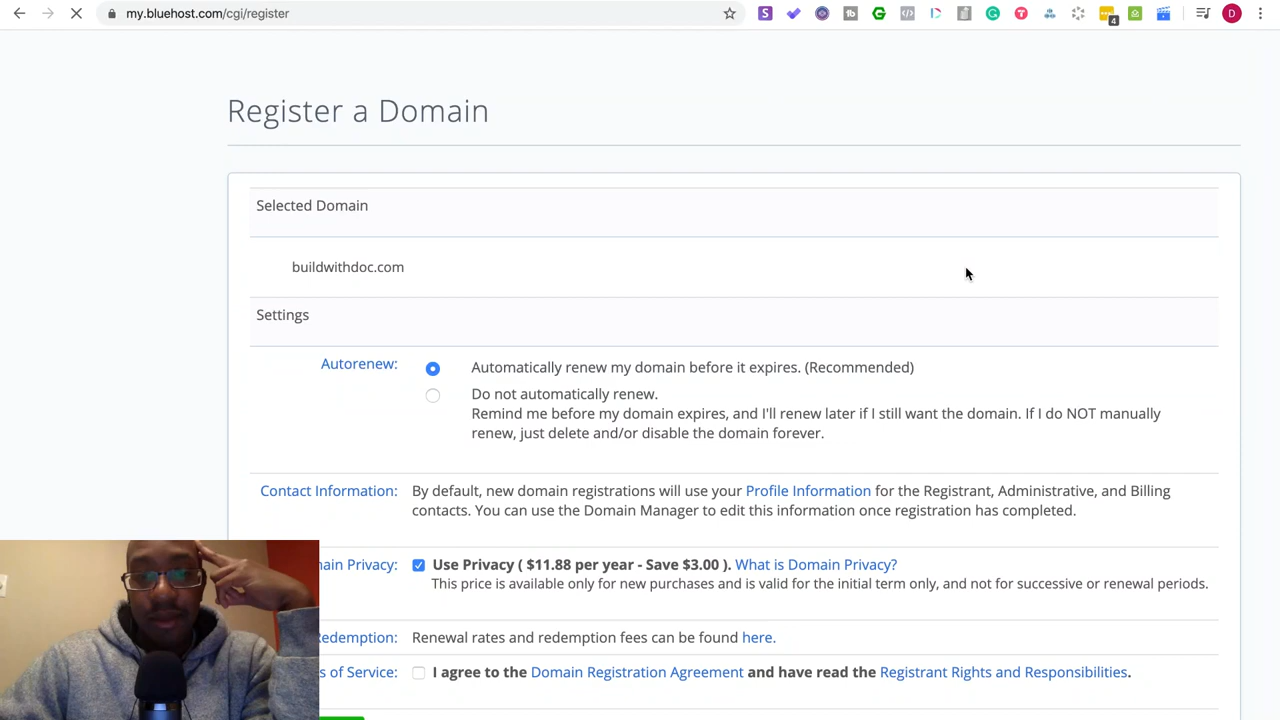 my.bluehost.com/cgi/register
4
D
Register a Domain
Selected Domain
buildwithdoc.com
Settings
Autorenew:
Automatically renew my domain before it expires. (Recommended)
Do not automatically renew.
Remind me before my domain expires, and I'll renew later if I still want the domain. If I do NOT manually
renew, just delete and/or disable the domain forever.
Contact Information: By default, new domain registrations will use your Profile Information for the Registrant, Administrative, and Billing
contacts. You can use the Domain Manager to edit this information once registration has completed.
Privacy: Use Privacy ( $11.88 per year - Save $3.00 ). What is Domain Privacy?
This price is available only for new purchases and is valid for the initial term only, and not for successive or renewal periods.
Redemption: Renewal rates and redemption fees can be found here.
of Service: I agree to the Domain Registration Agreement and have read the Registrant Rights and Responsibilities.